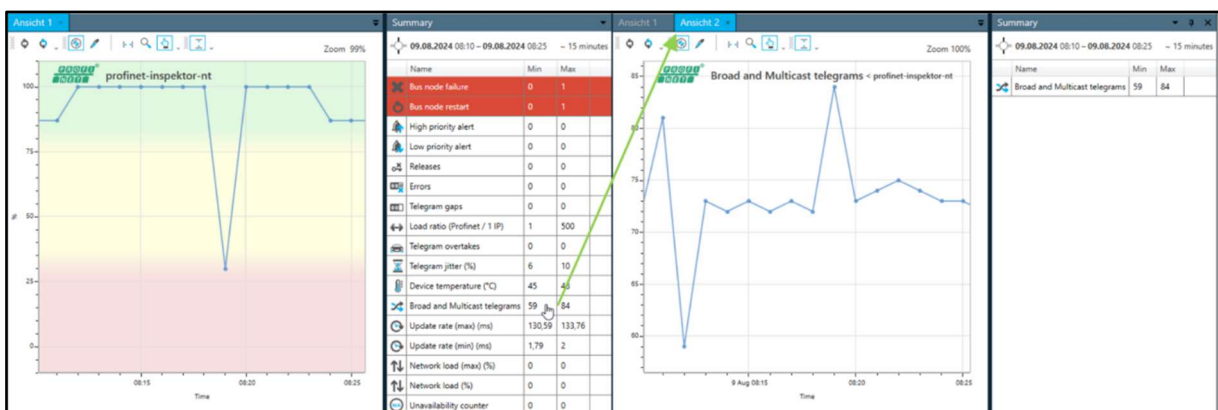 Ansicht 1
Zoom 99%
PROFI NET
profinet-inspektor-nt
100
75
50
25
0
%
08:15
08:20
08:25
Time
Summary
09.08.2024 08:10 – 09.08.2024 08:25 ~ 15 minutes
Name Min Max
Bus node failure 0 1
Bus node restart 0 1
High priority alert 0 0
Low priority alert 0 0
Releases 0 0
Errors 0 0
Telegram gaps 0 0
Load ratio (Profinet / 1 IP) 1 500
Telegram overtakes 0 0
Telegram jitter (%) 6 10
Device temperature (°C) 45
Broad and Multicast telegrams 59 84
Update rate (max) (ms) 130,59 133,76
Update rate (min) (ms) 1,79 2
Network load (max) (%) 0 0
Network load (%) 0 0
Unavailability counter 0 0
Ansicht 1
Ansicht 2
Zoom 100%
PROFI NET
Broad and Multicast telegrams < profinet-inspektor-nt
85
80
75
70
65
60
9 Aug 08:15
08:20
08:25
Time
Summary
09.08.2024 08:10 – 09.08.2024 08:25 ~ 15 minutes
Name Min Max
Broad and Multicast telegrams 59 84